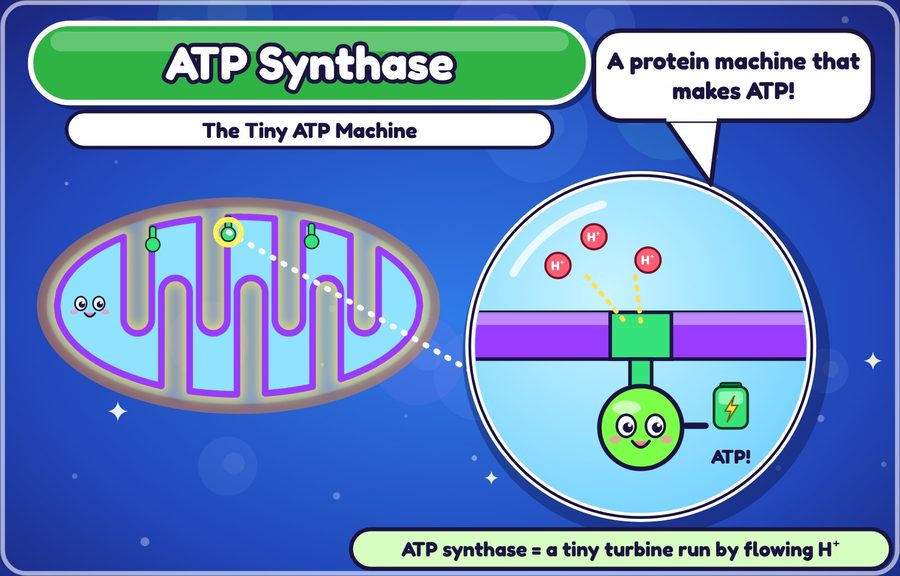 ATP Synthase
The Tiny ATP Machine
A protein machine that
makes ATP!
H⁺
H⁺
H⁺
ATP!
ATP synthase = a tiny turbine run by flowing H⁺